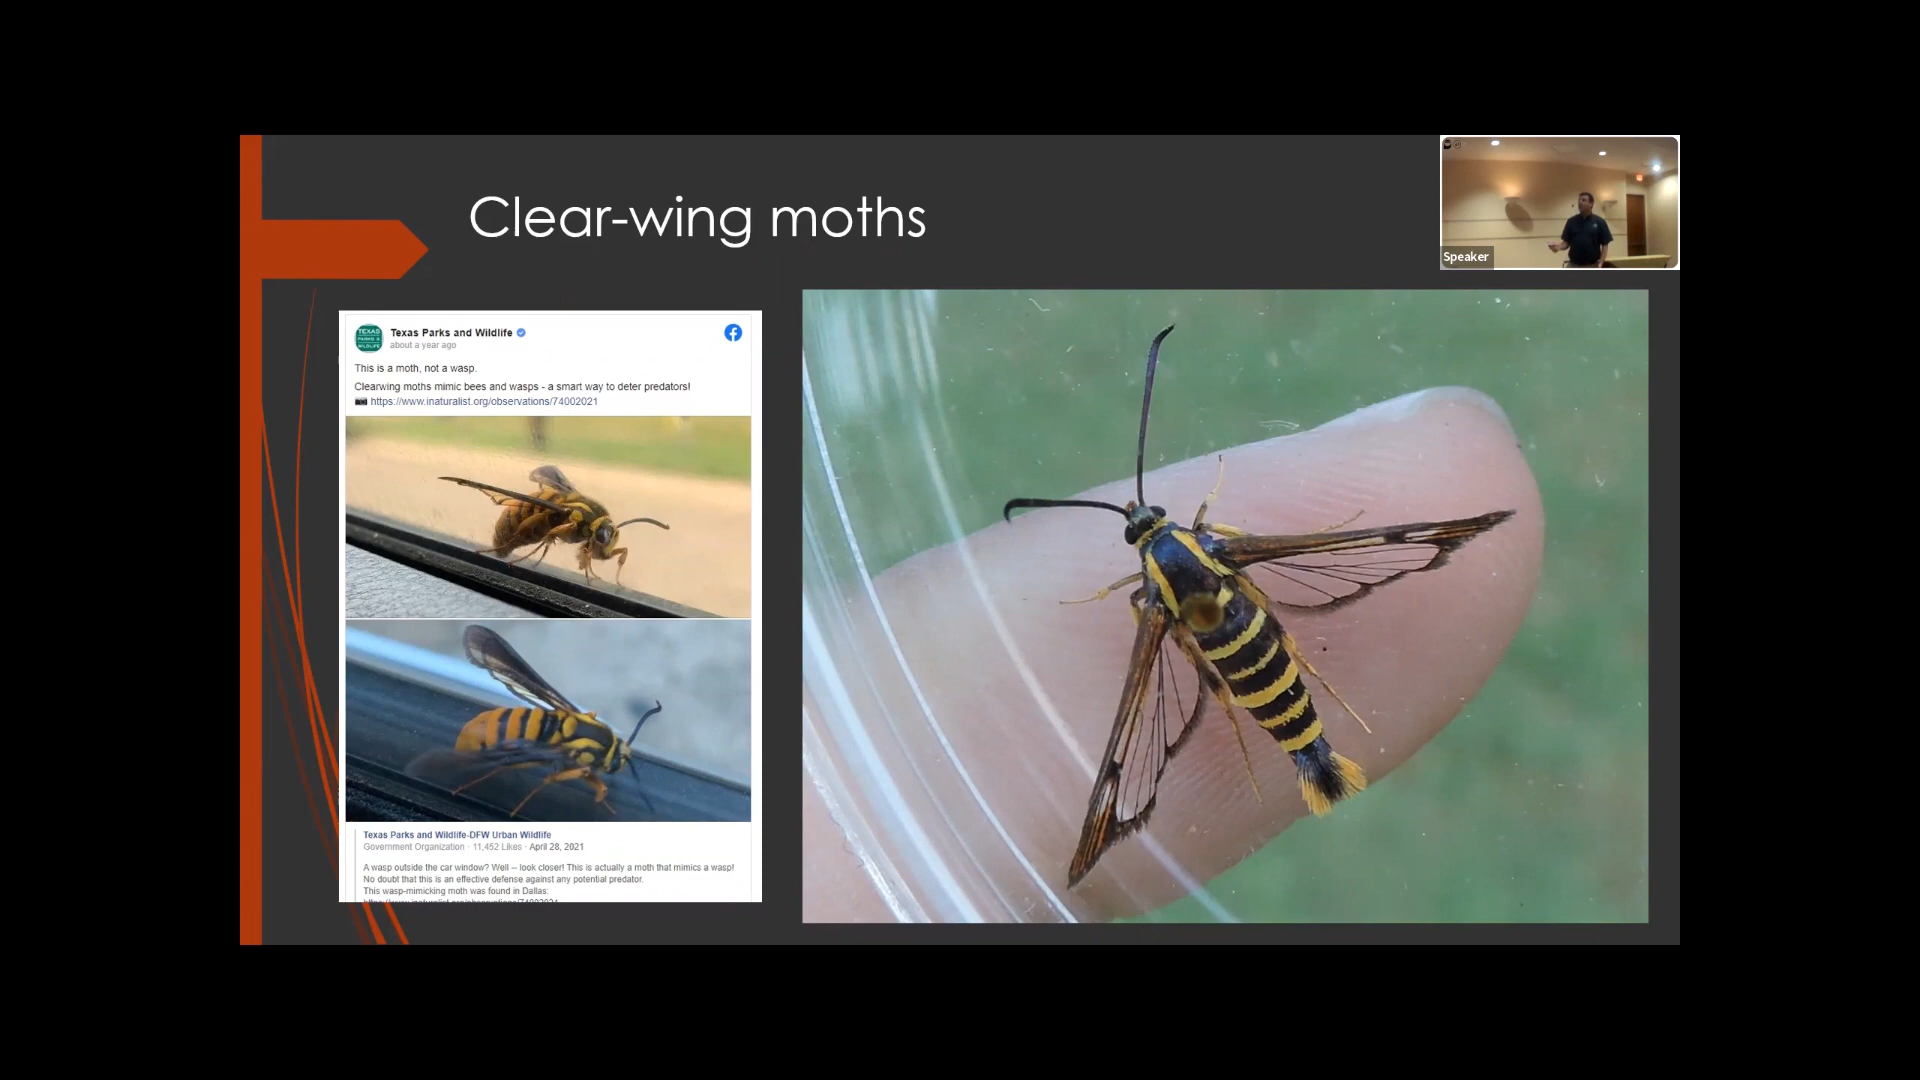 Clear-wing moths
Speaker
TEXAS
PARKS &
WILDLIFE
Texas Parks and Wildlife
about a year ago
This is a moth, not a wasp.
Clearwing moths mimic bees and wasps - a smart way to deter predators!
https://www.inaturalist.org/observations/74002021
Texas Parks and Wildlife-DFW Urban Wildlife
Government Organization · 11,452 Likes · April 28, 2021
A wasp outside the car window? Well -- look closer! This is actually a moth that mimics a wasp!
No doubt that this is an effective defense against any potential predator.
This wasp-mimicking moth was found in Dallas: